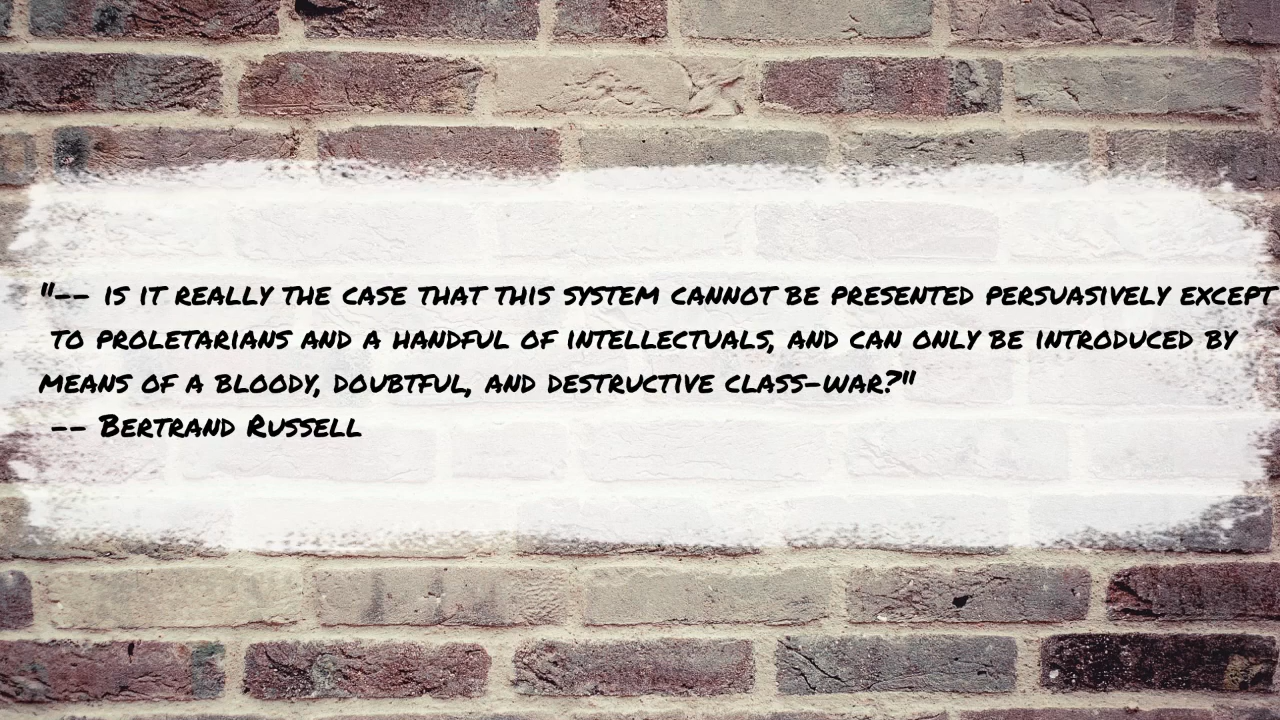 "-- IS IT REALLY THE CASE THAT THIS SYSTEM CANNOT BE PRESENTED PERSUASIVELY EXCEPT
TO PROLETARIANS AND A HANDFUL OF INTELLECTUALS, AND CAN ONLY BE INTRODUCED BY
MEANS OF A BLOODY, DOUBTFUL, AND DESTRUCTIVE CLASS-WAR?"
-- BERTRAND RUSSELL